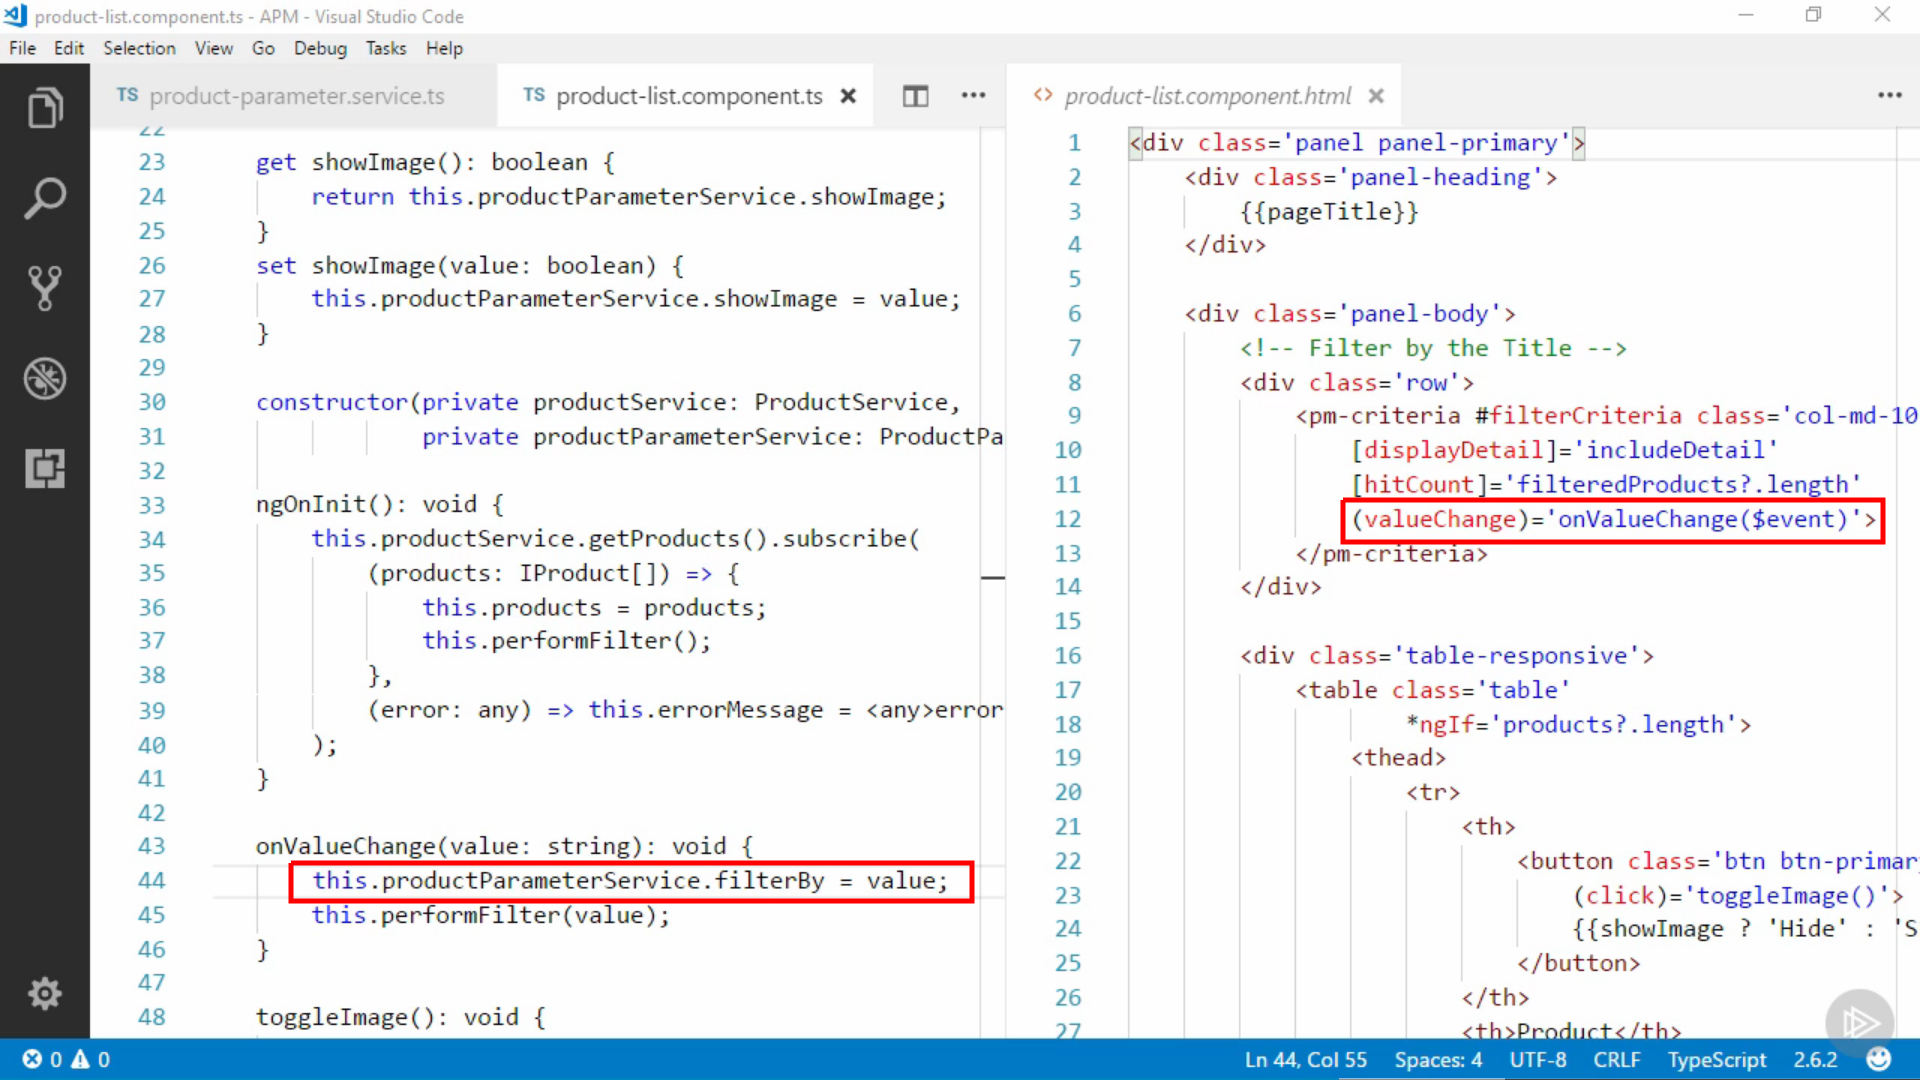 product-list.component.ts - APM - Visual Studio Code
File Edit Selection View Go Debug Tasks Help
TS product-parameter.service.ts
TS product-list.component.ts
22
23 get showImage(): boolean {
24 return this.productParameterService.showImage;
25 }
26 set showImage(value: boolean) {
27 this.productParameterService.showImage = value;
28 }
29
30 constructor(private productService: ProductService,
31 private productParameterService: ProductPa
32
33 ngOnInit(): void {
34 this.productService.getProducts().subscribe(
35 (products: IProduct[]) => {
36 this.products = products;
37 this.performFilter();
38 },
39 (error: any) => this.errorMessage = <any>error
40 );
41 }
42
43 onValueChange(value: string): void {
44 this.productParameterService.filterBy = value;
45 this.performFilter(value);
46 }
47
48 toggleImage(): void {
<> product-list.component.html
1 <div class='panel panel-primary'>
2 <div class='panel-heading'>
3 {{pageTitle}}
4 </div>
5
6 <div class='panel-body'>
7 <!-- Filter by the Title -->
8 <div class='row'>
9 <pm-criteria #filterCriteria class='col-md-10
10 [displayDetail]='includeDetail'
11 [hitCount]='filteredProducts?.length'
12 (valueChange)='onValueChange($event)'>
13 </pm-criteria>
14 </div>
15
16 <div class='table-responsive'>
17 <table class='table'
18 *ngIf='products?.length'>
19 <thead>
20 <tr>
21 <th>
22 <button class='btn btn-primar
23 (click)='toggleImage()'>
24 {{showImage ? 'Hide' : 'S
25 </button>
26 </th>
27 <th>Product</th>
0 0
Ln 44, Col 55 Spaces: 4 UTF-8 CRLF TypeScript 2.6.2